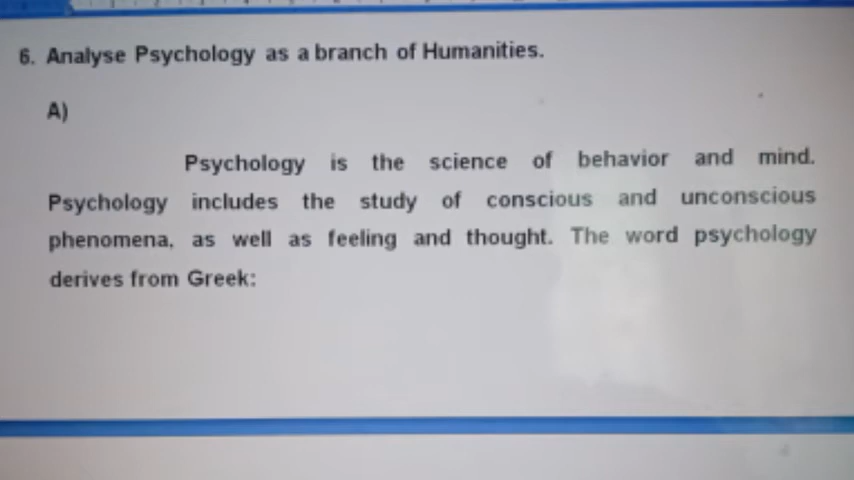 6. Analyse Psychology as a branch of Humanities.
A)
Psychology is the science of behavior and mind.
Psychology includes the study of conscious and unconscious
phenomena, as well as feeling and thought. The word psychology
derives from Greek: